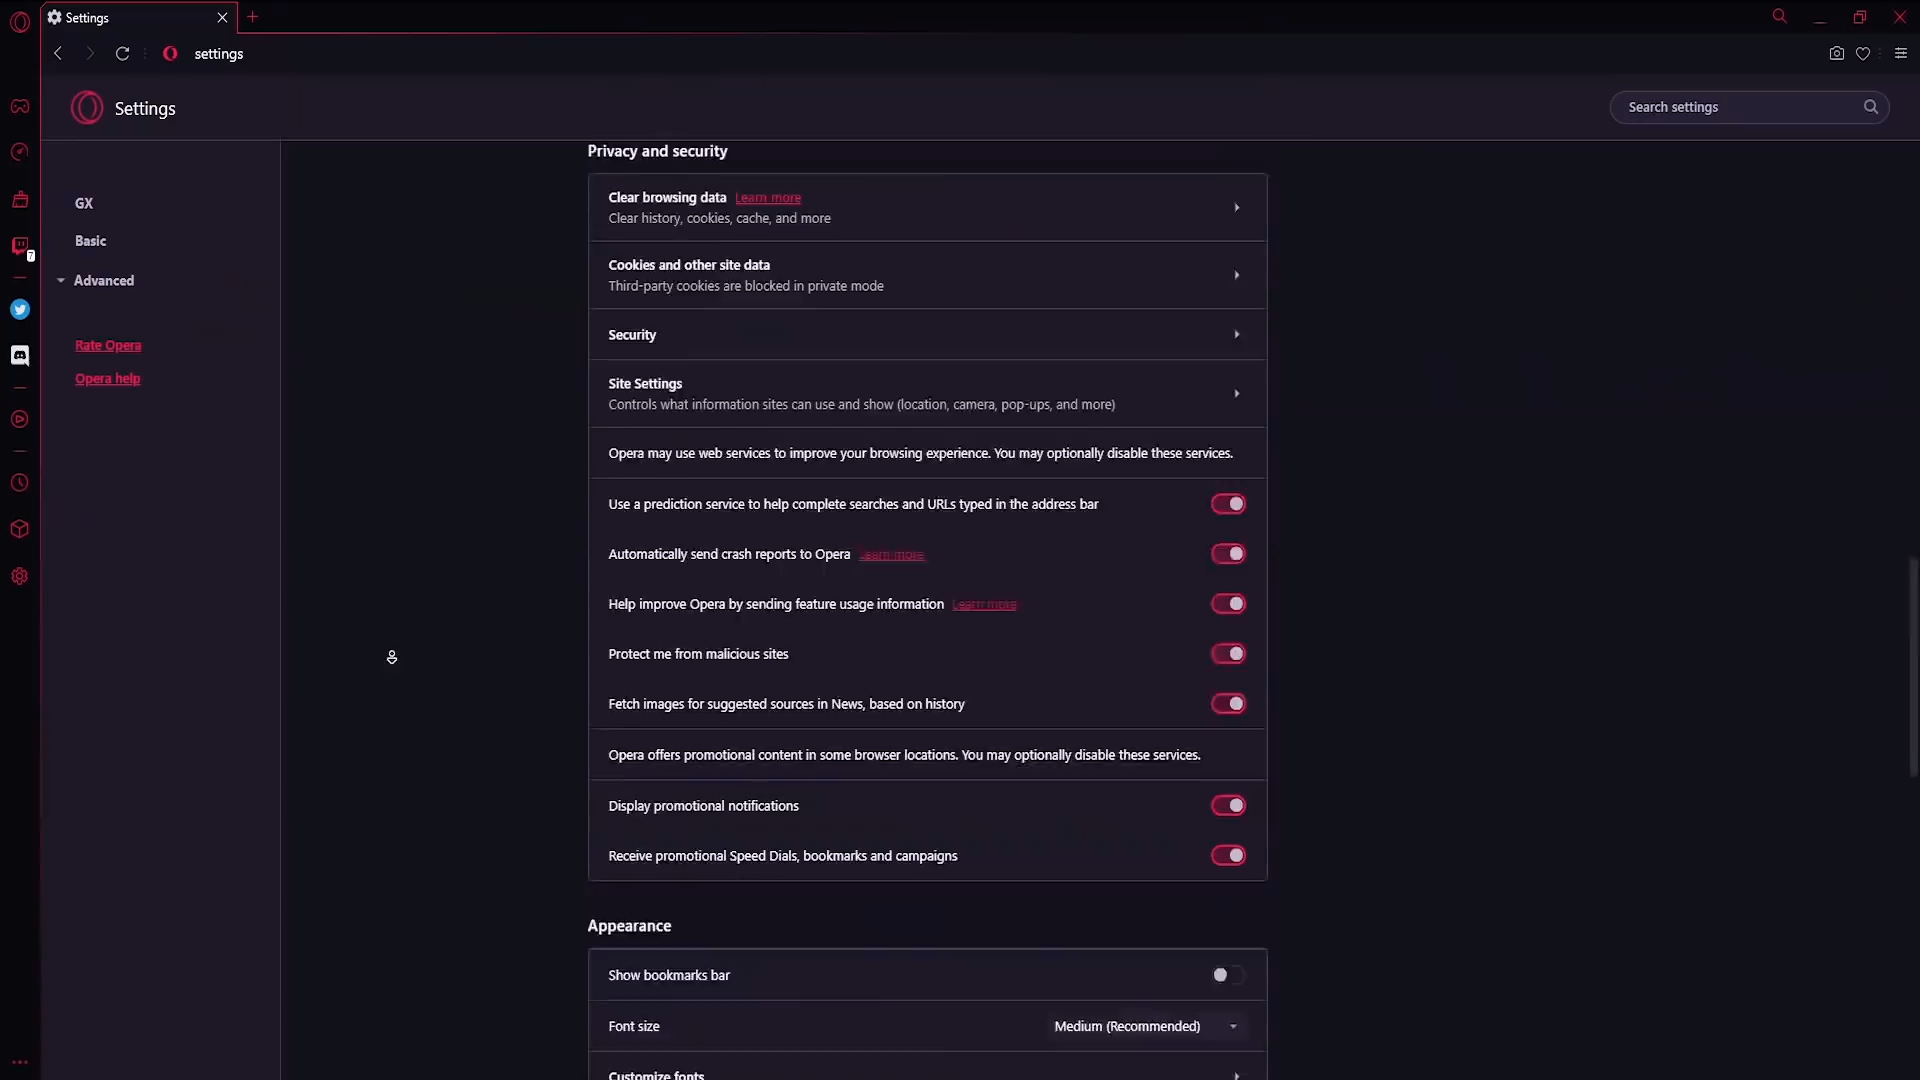 Settings
settings
Settings
Search settings
GX
Basic
Advanced
Rate Opera
Opera help
7
Privacy and security
Clear browsing data Learn more
Clear history, cookies, cache, and more
Cookies and other site data
Third-party cookies are blocked in private mode
Security
Site Settings
Controls what information sites can use and show (location, camera, pop-ups, and more)
Opera may use web services to improve your browsing experience. You may optionally disable these services.
Use a prediction service to help complete searches and URLs typed in the address bar
Automatically send crash reports to Opera Learn more
Help improve Opera by sending feature usage information Learn more
Protect me from malicious sites
Fetch images for suggested sources in News, based on history
Opera offers promotional content in some browser locations. You may optionally disable these services.
Display promotional notifications
Receive promotional Speed Dials, bookmarks and campaigns
Appearance
Show bookmarks bar
Font size Medium (Recommended)
Customize fonts